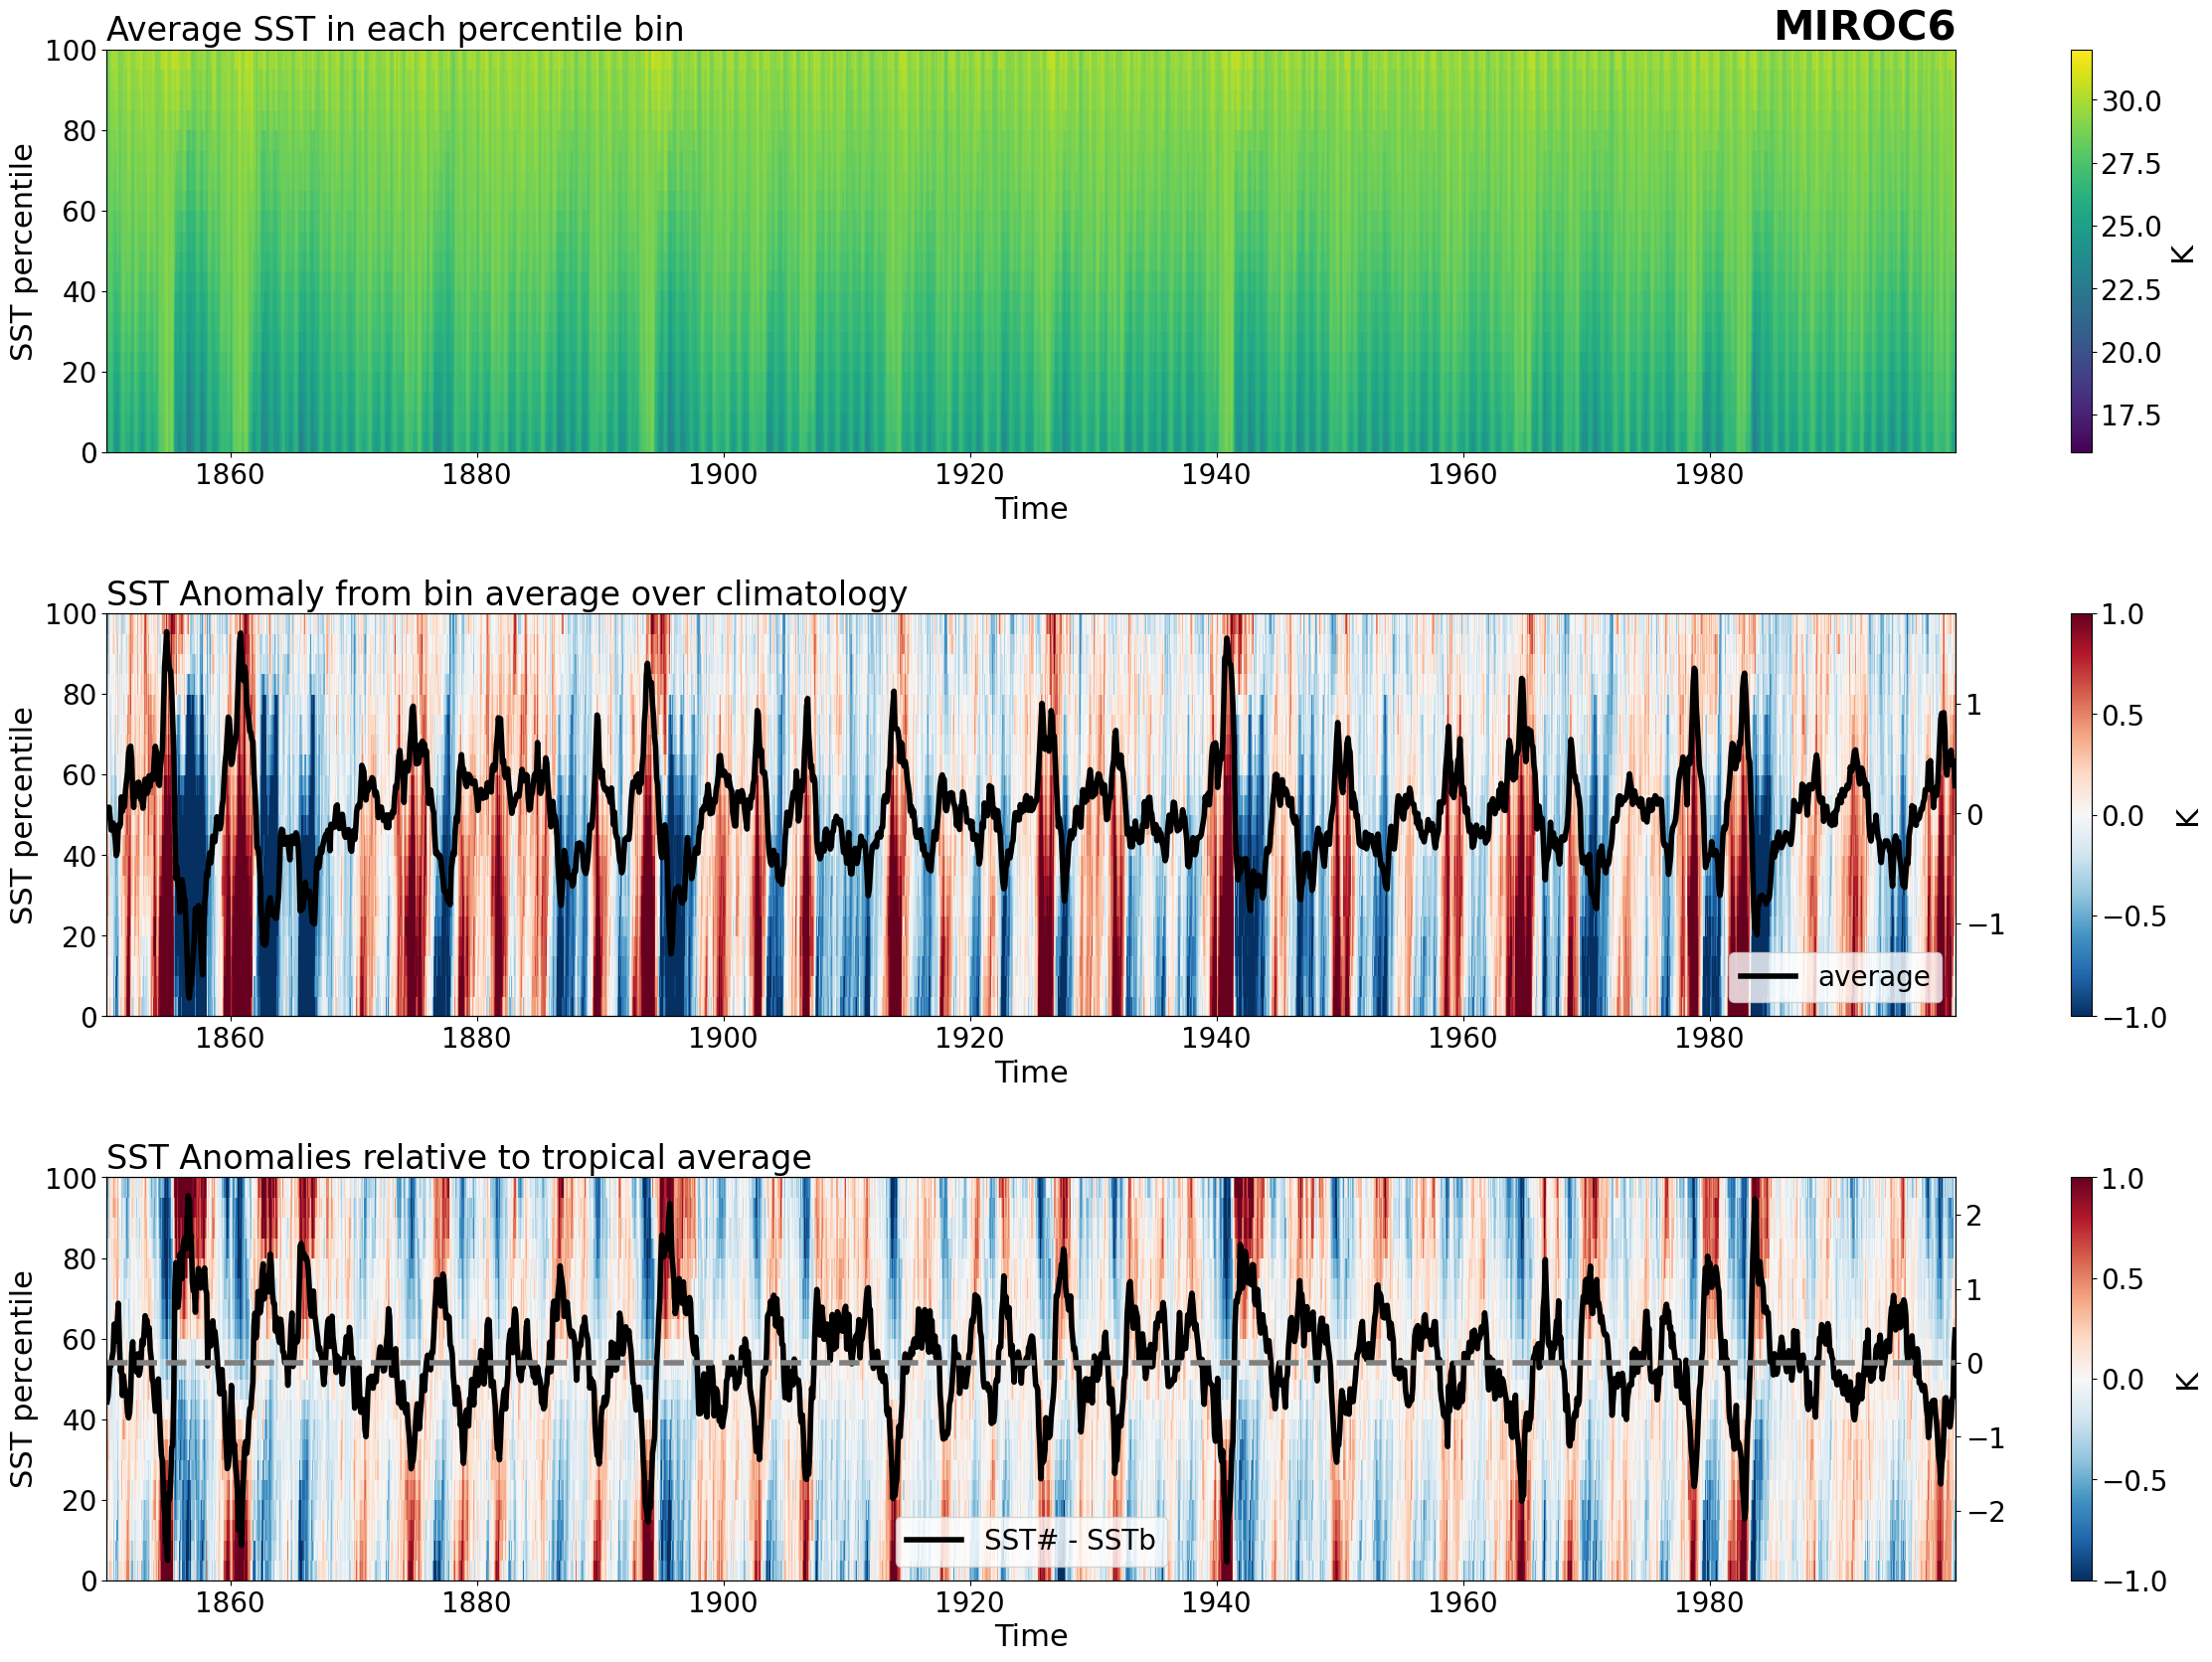 Average SST in each percentile bin
MIROC6
SST percentile
100
80
60
40
20
0
1860 1880 1900 1920 1940 1960 1980
Time
30.0
27.5
25.0
22.5
20.0
17.5
K
SST Anomaly from bin average over climatology
SST percentile
100
80
60
40
20
0
1860 1880 1900 1920 1940 1960 1980
Time
1
0
−1
average
1.0
0.5
0.0
−0.5
−1.0
K
SST Anomalies relative to tropical average
SST percentile
100
80
60
40
20
0
1860 1880 1900 1920 1940 1960 1980
Time
2
1
0
−1
−2
SST# - SSTb
1.0
0.5
0.0
−0.5
−1.0
K